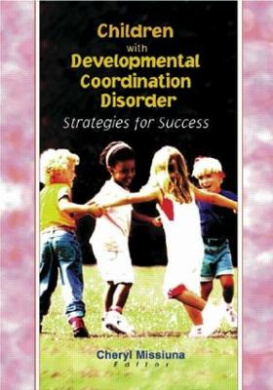 Children
with
Developmental
Coordination
Disorder
Strategies for Success
Cheryl Missiuna
Editor